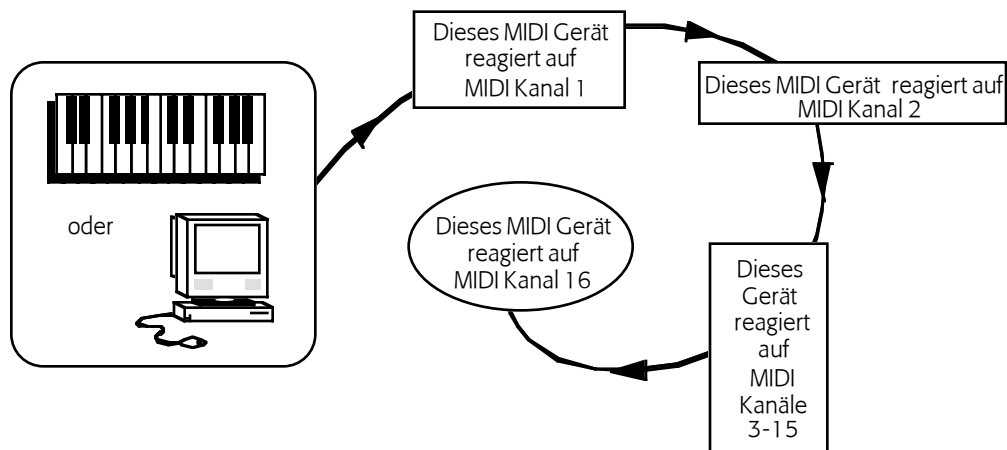 Dieses MIDI Gerät
reagiert auf
MIDI Kanal 1
Dieses MIDI Gerät reagiert auf
MIDI Kanal 2
oder
Dieses MIDI Gerät
reagiert auf
MIDI Kanal 16
Dieses
Gerät
reagiert
auf
MIDI
Kanäle
3-15